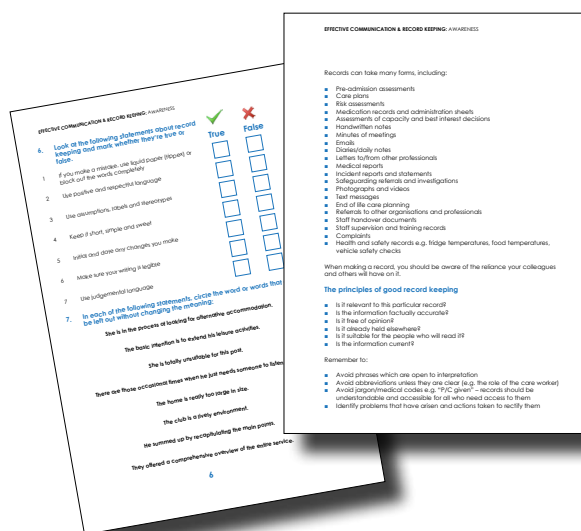 EFFECTIVE COMMUNICATION & RECORD KEEPING: AWARENESS
True
False
6. Look at the following statements about record
keeping and mark whether they're true or
false.
1 If you make a mistake, use liquid paper (tippex) or
block out the words completely
2 Use positive and respectful language
3 Use assumptions, labels and stereotypes
4 Keep it short, simple and sweet
5 Initial and date any changes you make
6 Make sure your writing is legible
7 Use judgemental language
7. In each of the following statements, circle the word or words that
be left out without changing the meaning:
She is in the process of looking for alternative accommodation.
The basic intention is to extend his leisure activities.
She is totally unsuitable for this post.
There are those occasional times when he just needs someone to listen
The home is really too large in size.
The club is a lively environment.
He summed up by recapitulating the main points.
They offered a comprehensive overview of the entire service.
6
EFFECTIVE COMMUNICATION & RECORD KEEPING: AWARENESS
Records can take many forms, including:
Pre-admission assessments
Care plans
Risk assessments
Medication records and administration sheets
Assessments of capacity and best interest decisions
Handwritten notes
Minutes of meetings
Emails
Diaries/daily notes
Letters to/from other professionals
Medical reports
Incident reports and statements
Safeguarding referrals and investigations
Photographs and videos
Text messages
End of life care planning
Referrals to other organisations and professionals
Staff handover documents
Staff supervision and training records
Complaints
Health and safety records e.g. fridge temperatures, food temperatures,
vehicle safety checks
When making a record, you should be aware of the reliance your colleagues
and others will have on it.
The principles of good record keeping
Is it relevant to this particular record?
Is the information factually accurate?
Is it free of opinion?
Is it already held elsewhere?
Is it suitable for the people who will read it?
Is the information current?
Remember to:
Avoid phrases which are open to interpretation
Avoid abbreviations unless they are clear (e.g. the role of the care worker)
Avoid jargon/medical codes e.g. "P/C given" – records should be
understandable and accessible for all who need access to them
Identify problems that have arisen and actions taken to rectify them